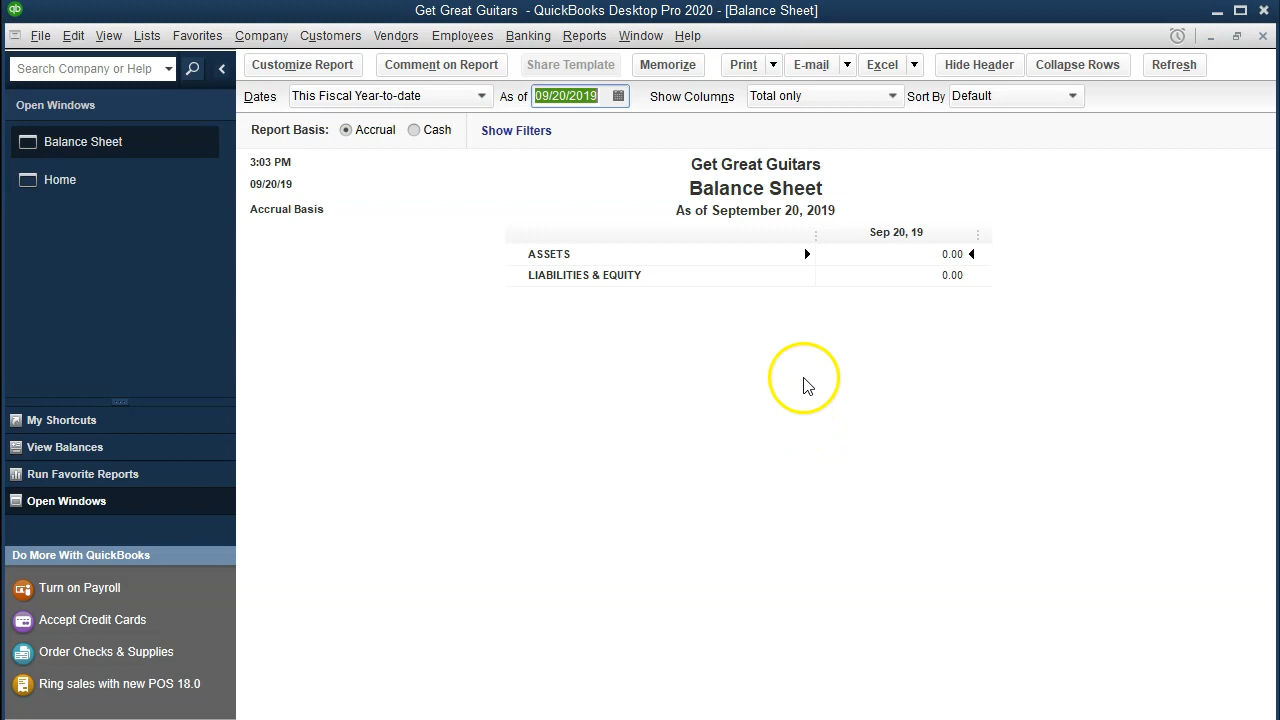 qb Get Great Guitars - QuickBooks Desktop Pro 2020 - [Balance Sheet]
File Edit View Lists Favorites Company Customers Vendors Employees Banking Reports Window Help
Search Company or Help Customize Report Comment on Report Share Template Memorize Print E-mail Excel Hide Header Collapse Rows Refresh
Dates This Fiscal Year-to-date As of 09/20/2019 Show Columns Total only Sort By Default
Report Basis: Accrual Cash Show Filters
Open Windows
Balance Sheet
Home
3:03 PM
09/20/19
Accrual Basis
Get Great Guitars
Balance Sheet
As of September 20, 2019
Sep 20, 19
ASSETS 0.00
LIABILITIES & EQUITY 0.00
My Shortcuts
View Balances
Run Favorite Reports
Open Windows
Do More With QuickBooks
Turn on Payroll
Accept Credit Cards
Order Checks & Supplies
Ring sales with new POS 18.0